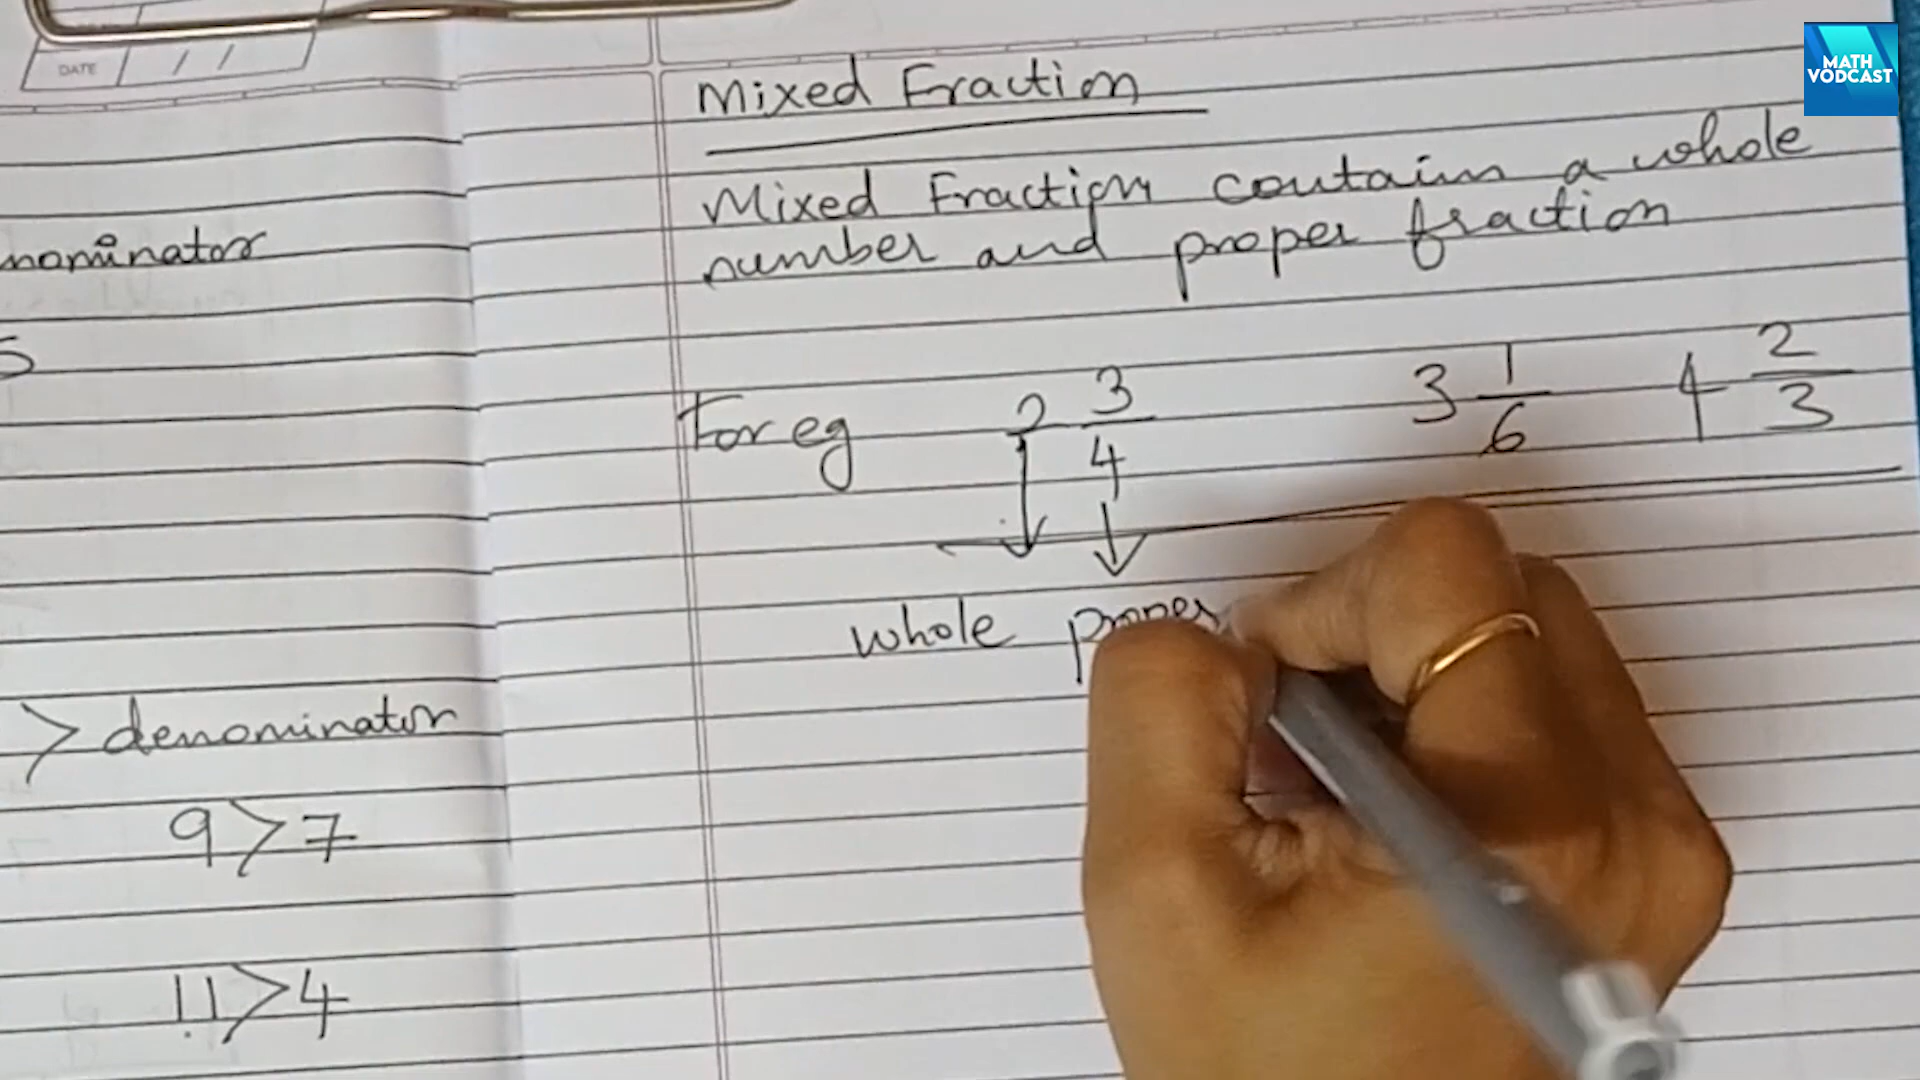 DATE / /
nominator
5
> denominator
9 > 7
11 > 4
Mixed Fraction
Mixed Fraction contains a whole
number and proper fraction
For eg 2 3/4 3 1/6 4 2/3
whole proper
MATH
VODCAST